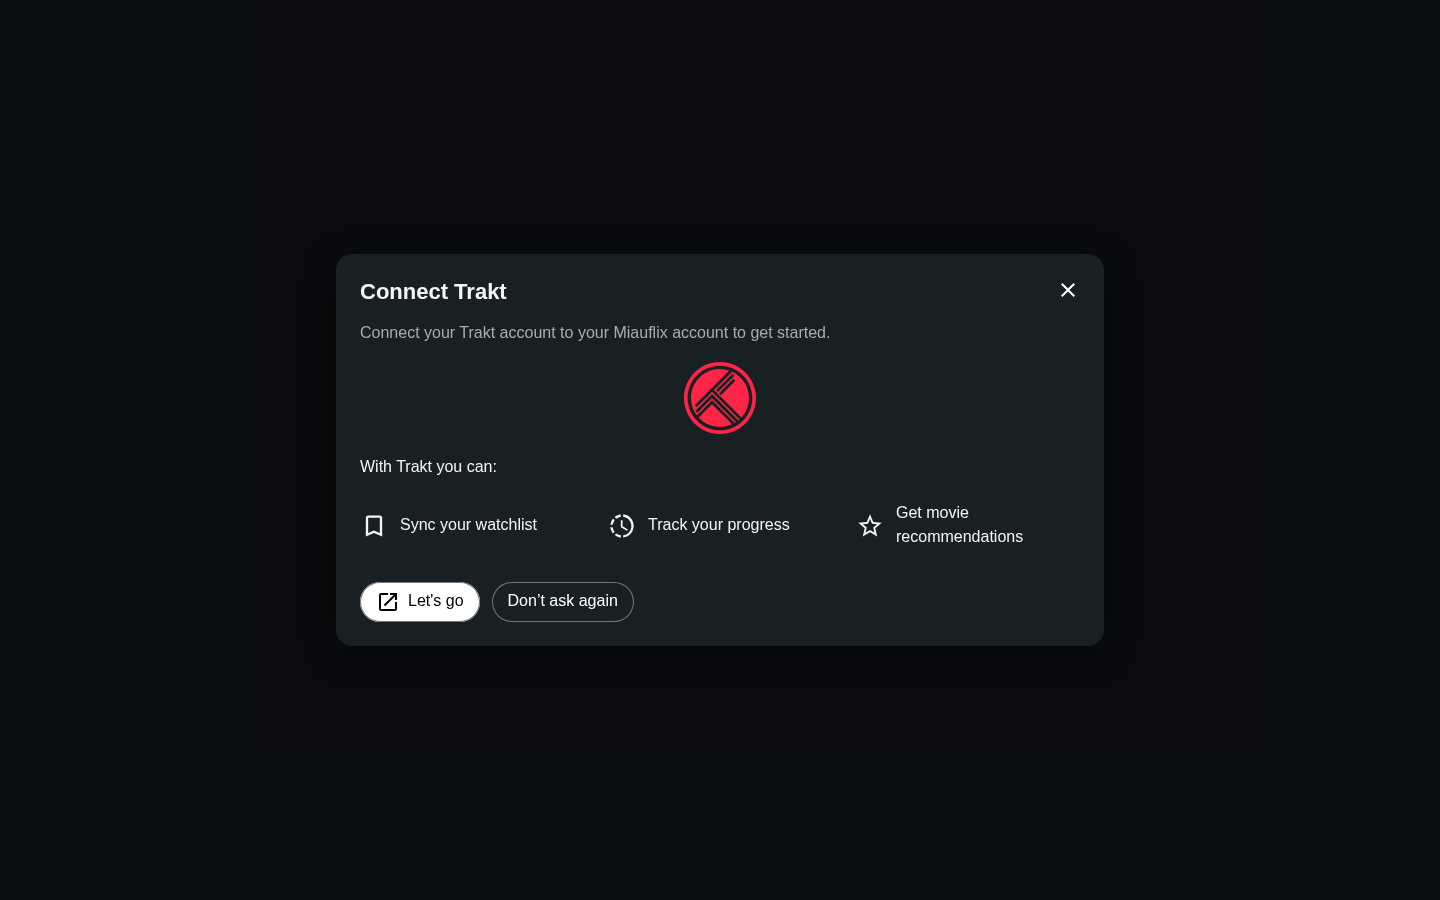 Connect Trakt
Connect your Trakt account to your Miauflix account to get started.
With Trakt you can:
Sync your watchlist
Track your progress
Get movie
recommendations
Let's go
Don’t ask again